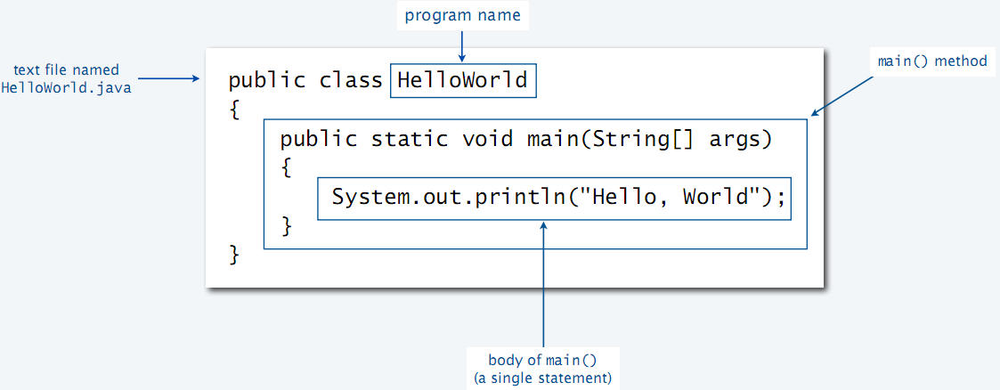 program name
text file named
HelloWorld.java
main() method
public class HelloWorld
{
public static void main(String[] args)
{
System.out.println("Hello, World");
}
}
body of main()
(a single statement)